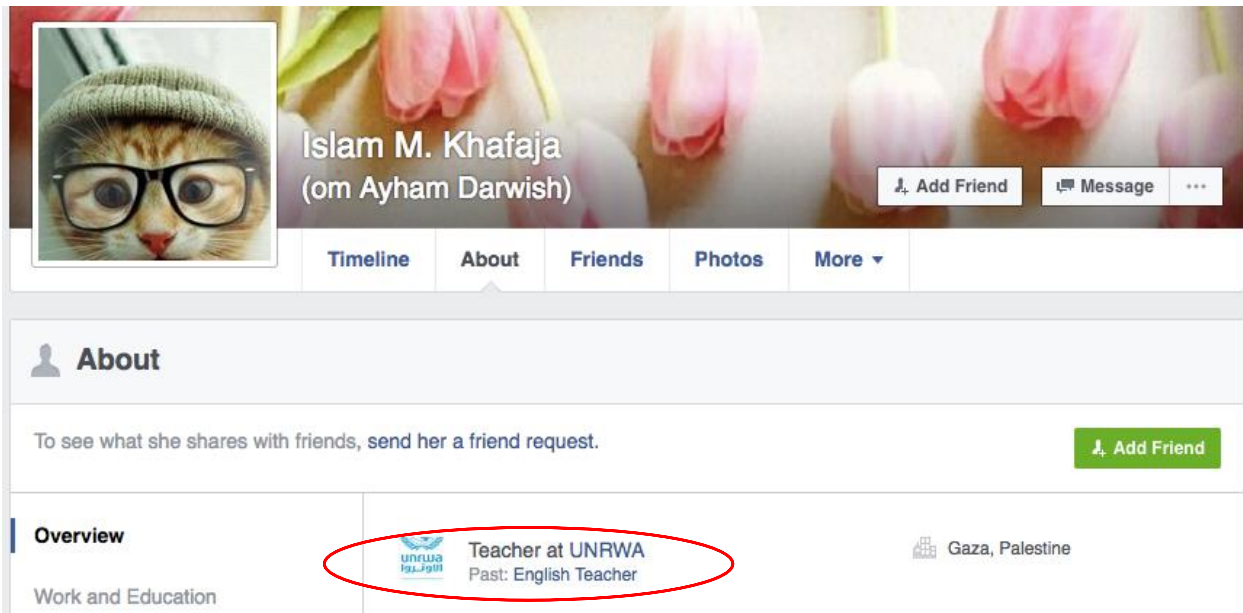 Islam M. Khafaja
(om Ayham Darwish)
Add Friend
Message
Timeline
About
Friends
Photos
More
About
To see what she shares with friends, send her a friend request.
Add Friend
Overview
unrwa
الأونروا
Teacher at UNRWA
Past: English Teacher
Gaza, Palestine
Work and Education